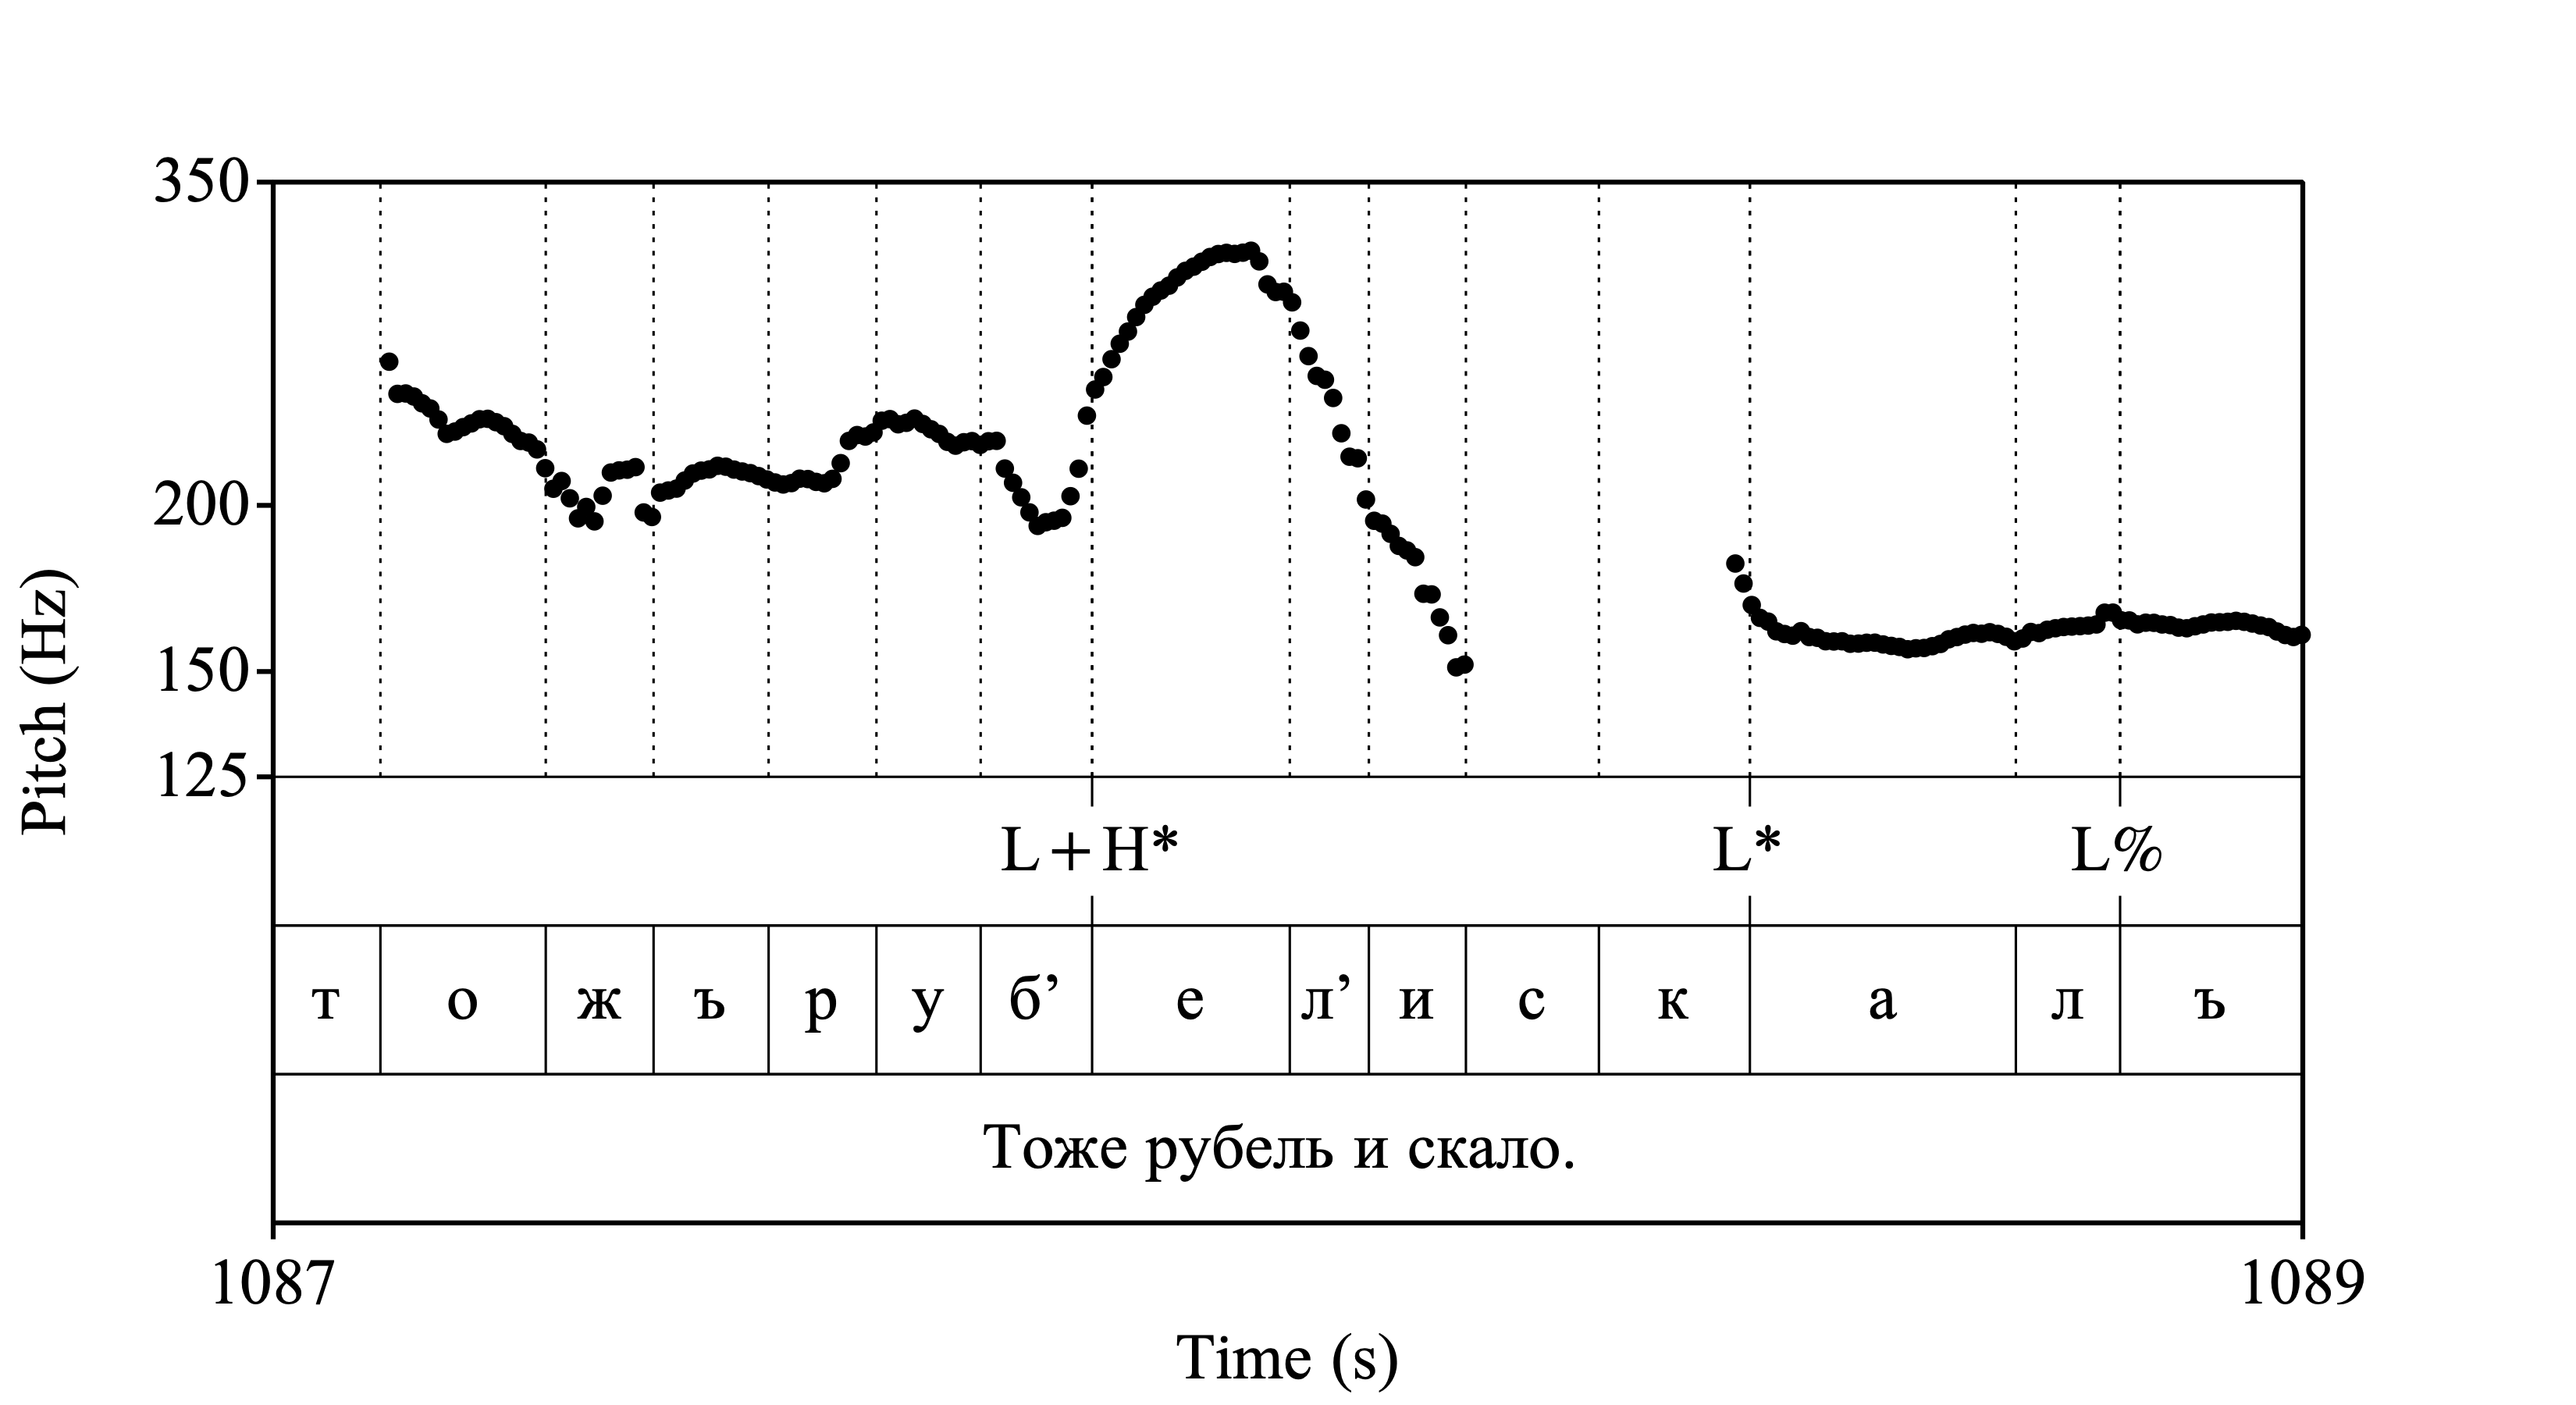 350
200
150
125
Pitch (Hz)
L+H* L* L%
т о ж ъ р у б’ е л’ и с к а л ъ
Тоже рубель и скало.
1087 1089
Time (s)